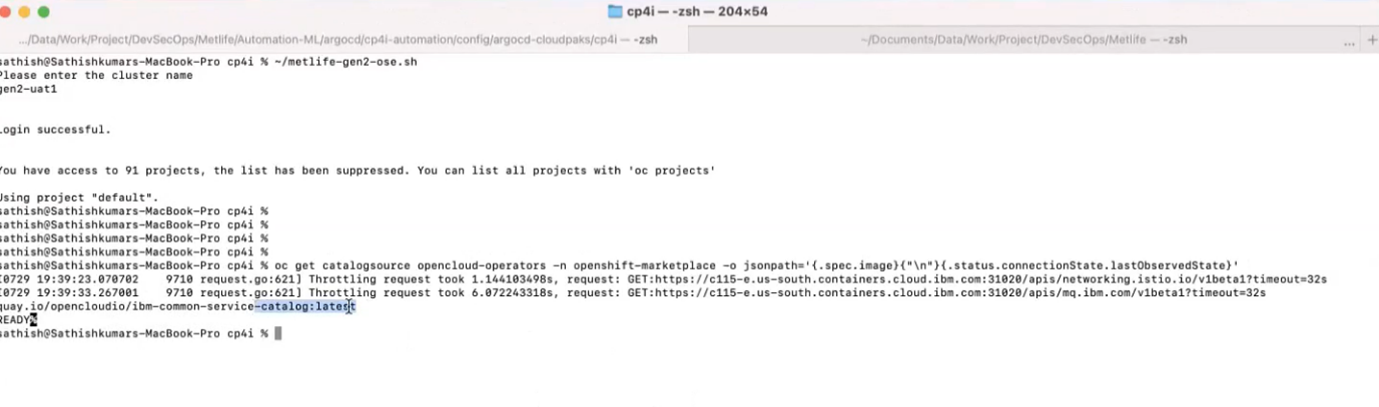 cp4i — -zsh — 204×54
.../Data/Work/Project/DevSecOps/Metlife/Automation-ML/argocd/cp4i-automation/config/argocd-cloudpaks/cp4i — -zsh
~/Documents/Data/Work/Project/DevSecOps/Metlife — -zsh
... +
sathish@Sathishkumars-MacBook-Pro cp4i % ~/metlife-gen2-ose.sh
Please enter the cluster name
gen2-uat1
Login successful.
You have access to 91 projects, the list has been suppressed. You can list all projects with 'oc projects'
Using project "default".
sathish@Sathishkumars-MacBook-Pro cp4i %
sathish@Sathishkumars-MacBook-Pro cp4i %
sathish@Sathishkumars-MacBook-Pro cp4i %
sathish@Sathishkumars-MacBook-Pro cp4i %
sathish@Sathishkumars-MacBook-Pro cp4i % oc get catalogsource opencloud-operators -n openshift-marketplace -o jsonpath='{.spec.image}{"\n"}{.status.connectionState.lastObservedState}'
I0729 19:39:23.070702 9710 request.go:621] Throttling request took 1.144103498s, request: GET:https://c115-e.us-south.containers.cloud.ibm.com:31020/apis/networking.istio.io/v1beta1?timeout=32s
I0729 19:39:33.267001 9710 request.go:621] Throttling request took 6.072243318s, request: GET:https://c115-e.us-south.containers.cloud.ibm.com:31020/apis/mq.ibm.com/v1beta1?timeout=32s
quay.io/opencloudio/ibm-common-service-catalog:latest
READY%
sathish@Sathishkumars-MacBook-Pro cp4i %